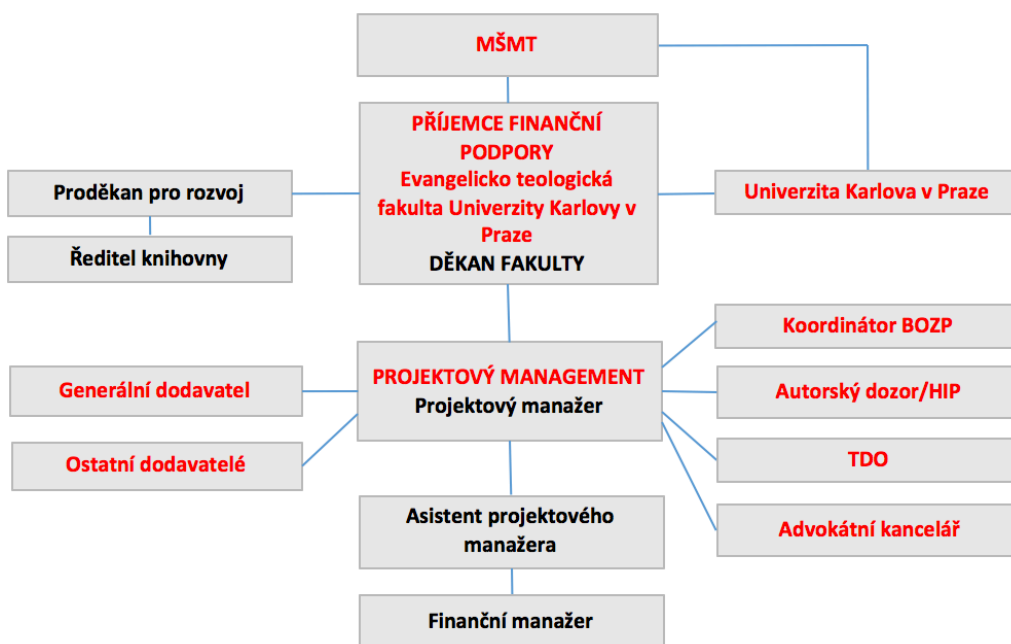 MŠMT
PŘÍJEMCE FINANČNÍ
PODPORY
Evangelicko teologická
fakulta Univerzity Karlovy v
Praze
DĚKAN FAKULTY
Proděkan pro rozvoj
Univerzita Karlova v Praze
Ředitel knihovny
Koordinátor BOZP
PROJEKTOVÝ MANAGEMENT
Projektový manažer
Generální dodavatel
Autorský dozor/HIP
Ostatní dodavatelé
TDO
Asistent projektového
manažera
Advokátní kancelář
Finanční manažer